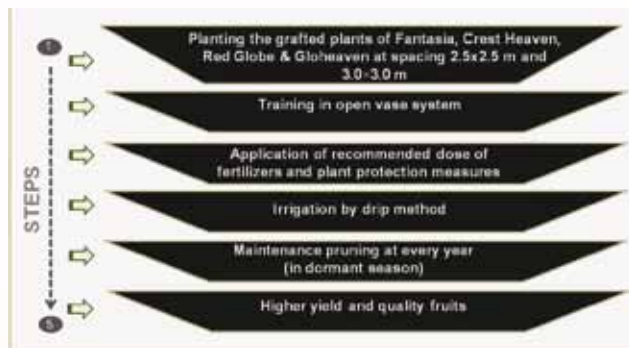 1
Planting the grafted plants of Fantasia, Crest Heaven,
Red Globe & Gloheaven at spacing 2.5x2.5 m and
3.0×3.0 m
Training in open vase system
Application of recommended dose of
fertilizers and plant protection measures
STEPS
Irrigation by drip method
Maintenance pruning at every year
(in dormant season)
Higher yield and quality fruits
5